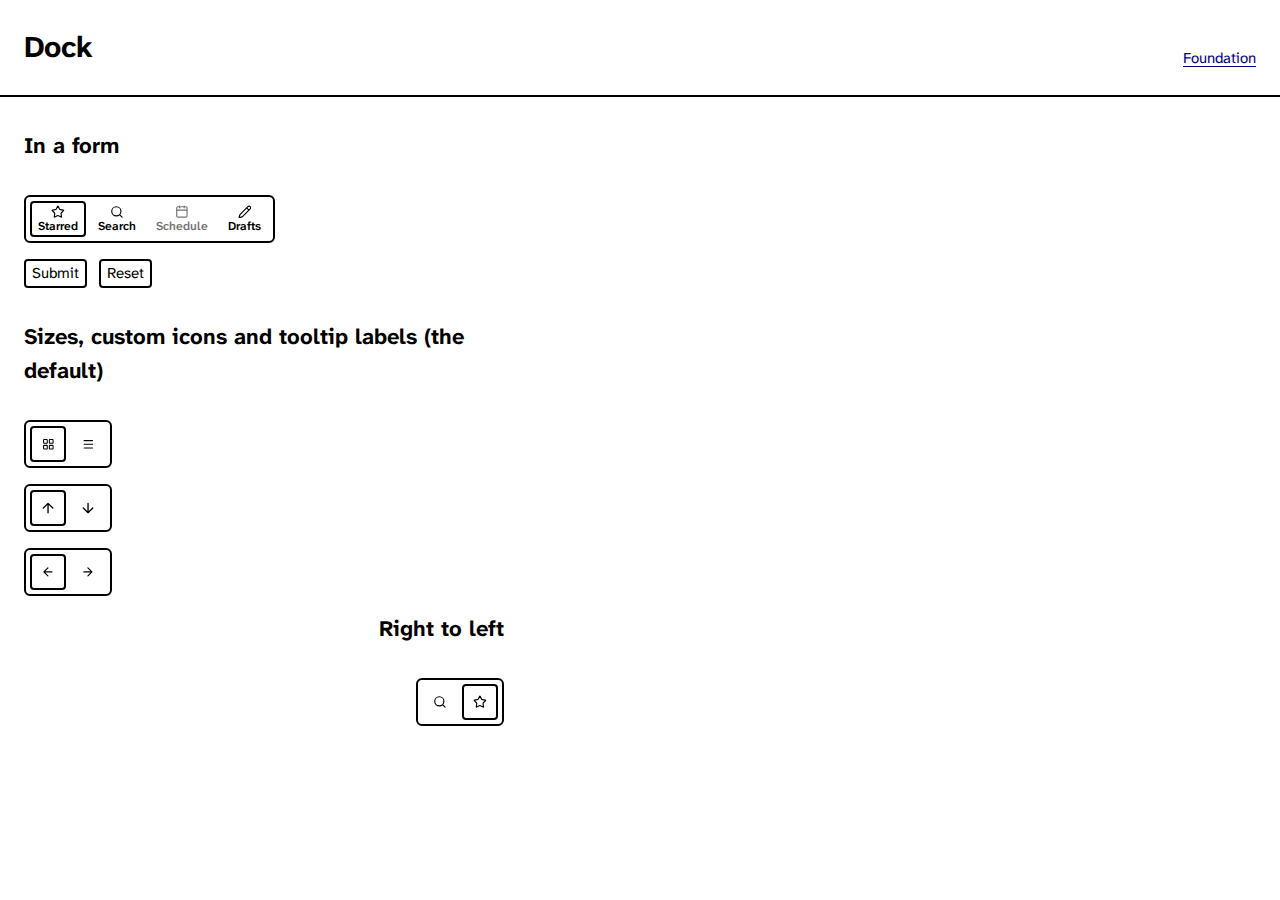 Dock
Foundation
In a form
Starred Search Schedule Drafts
Submit Reset
Sizes, custom icons and tooltip labels (the
default)
Right to left